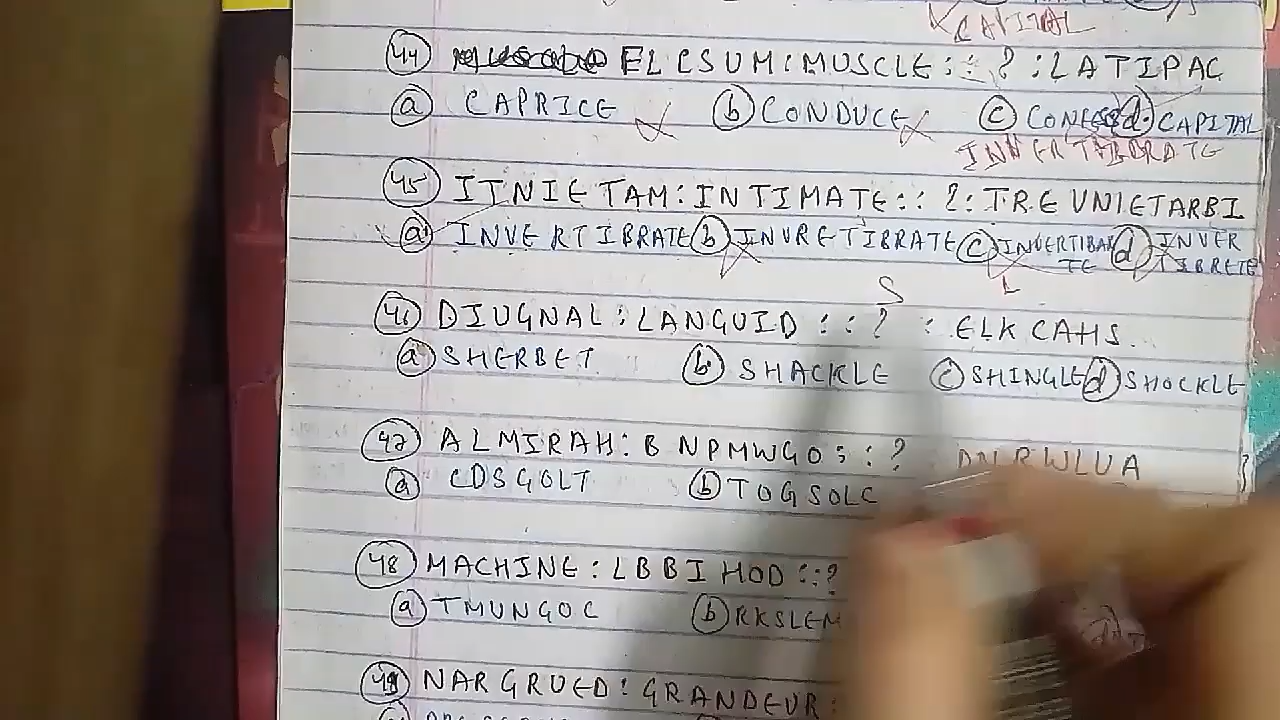 CAPITAL
44 ELCSUM:MUSCLE::?:LATIPAC
a CAPRICE b CONDUCE c d CAPITAL
INVERTIBRATE
45 ITNIETAM:INTIMATE::?:TREVNIETARBI
a INVERTIBRATE b INVRETIBRATE c INVERTIBAR d INVER
TE TIBRETE
S
46 DIUGNAL:LANGUID::?:ELKCAHS.
a SHERBET b SHACKLE c SHINGLE d SHOCKLE
47 ALMIRAH:BNPMWGOS:? DNRWLUA
a CDSGOLT b TOGSOLC
48 MACHINE:LBBIHOD::?
a TMUNGOC b RKSLEM
49 NARGRUED:GRANDEUR: